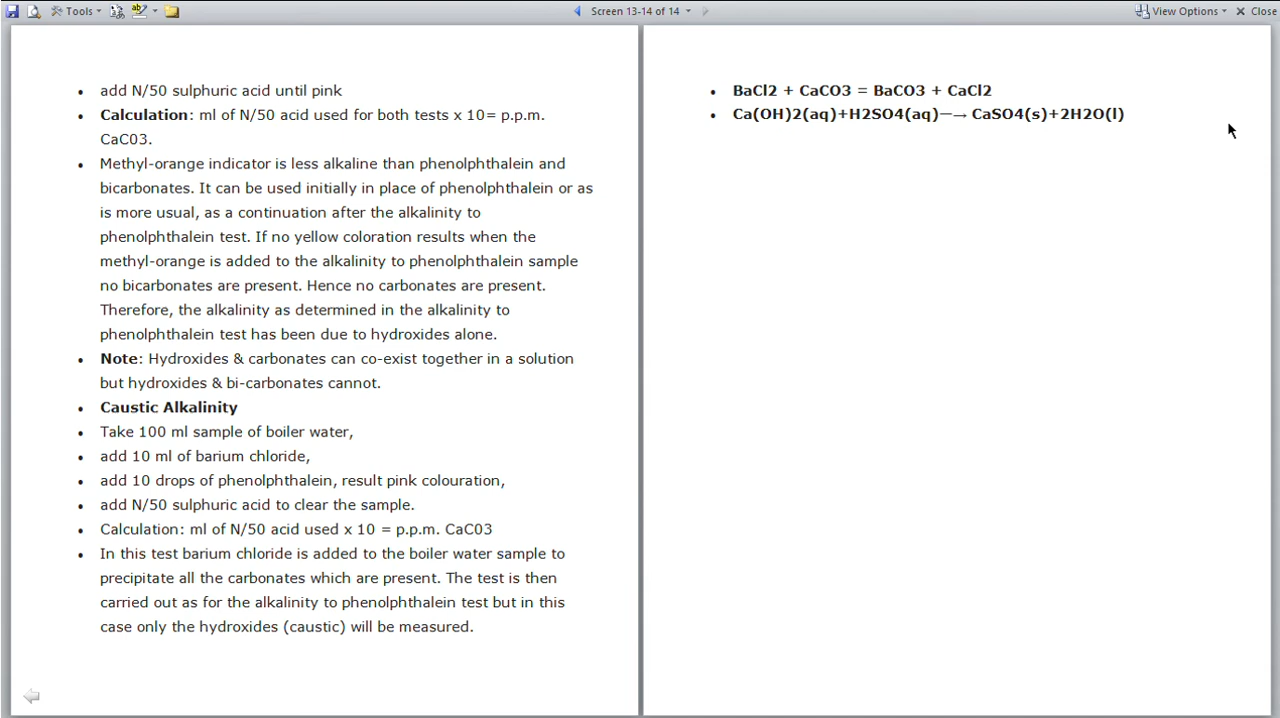 Tools
Screen 13-14 of 14
View Options
Close
• add N/50 sulphuric acid until pink
• Calculation: ml of N/50 acid used for both tests x 10= p.p.m.
CaC03.
• Methyl-orange indicator is less alkaline than phenolphthalein and
bicarbonates. It can be used initially in place of phenolphthalein or as
is more usual, as a continuation after the alkalinity to
phenolphthalein test. If no yellow coloration results when the
methyl-orange is added to the alkalinity to phenolphthalein sample
no bicarbonates are present. Hence no carbonates are present.
Therefore, the alkalinity as determined in the alkalinity to
phenolphthalein test has been due to hydroxides alone.
• Note: Hydroxides & carbonates can co-exist together in a solution
but hydroxides & bi-carbonates cannot.
• Caustic Alkalinity
• Take 100 ml sample of boiler water,
• add 10 ml of barium chloride,
• add 10 drops of phenolphthalein, result pink colouration,
• add N/50 sulphuric acid to clear the sample.
• Calculation: ml of N/50 acid used x 10 = p.p.m. CaC03
• In this test barium chloride is added to the boiler water sample to
precipitate all the carbonates which are present. The test is then
carried out as for the alkalinity to phenolphthalein test but in this
case only the hydroxides (caustic) will be measured.
• BaCl2 + CaCO3 = BaCO3 + CaCl2
• Ca(OH)2(aq)+H2SO4(aq)—→ CaSO4(s)+2H2O(l)